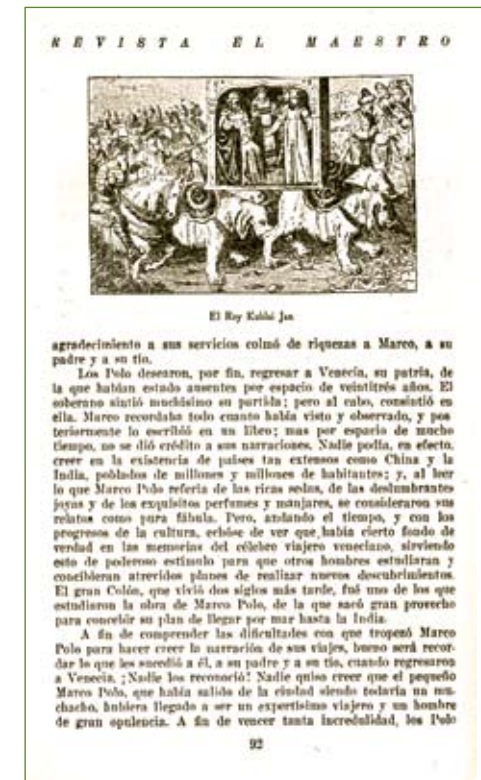 REVISTA EL MAESTRO
El Rey Kublai Jan
agradecimiento a sus servicios colmó de riquezas a Marco, a su
padre y a su tío.
Los Polo desearon, por fin, regresar a Venecia, su patria, de
la que habían estado ausentes por espacio de veintitrés años. El
soberano sintió muchísimo su partida; pero al cabo, consintió en
ella. Marco recordaba todo cuanto había visto y observado, y pos
teriormente lo escribió en un libro; mas por espacio de mucho
tiempo, no se dió crédito a sus narraciones. Nadie podía, en efecto,
creer en la existencia de países tan extensos como China y la
India, poblados de millones y millones de habitantes; y, al leer
lo que Marco Polo refería de las ricas sedas, de las deslumbrantes
joyas y de los exquisitos perfumes y manjares, se consideraron sus
relatos como pura fábula. Pero, andando el tiempo, y con los
progresos de la cultura, echóse de ver que había cierto fondo de
verdad en las memorias del célebre viajero veneciano, sirviendo
esto de poderoso estímulo para que otros hombres estudiaran y
concibieran atrevidos planes de realizar nuevos descubrimientos.
El gran Colón, que vivió dos siglos más tarde, fué uno de los que
estudiaron la obra de Marco Polo, de la que sacó gran provecho
para concebir su plan de llegar por mar hasta la India.
A fin de comprender las dificultades con que tropezó Marco
Polo para hacer creer la narración de sus viajes, bueno será recor-
dar lo que les sucedió a él, a su padre y a su tío, cuando regresaron
a Venecia. ¡Nadie los reconoció! Nadie quiso creer que el pequeño
Marco Polo, que había salido de la ciudad siendo todavía un mu-
chacho, hubiera llegado a ser un expertísimo viajero y un hombre
de gran opulencia. A fin de vencer tanta incredulidad, los Polo
92